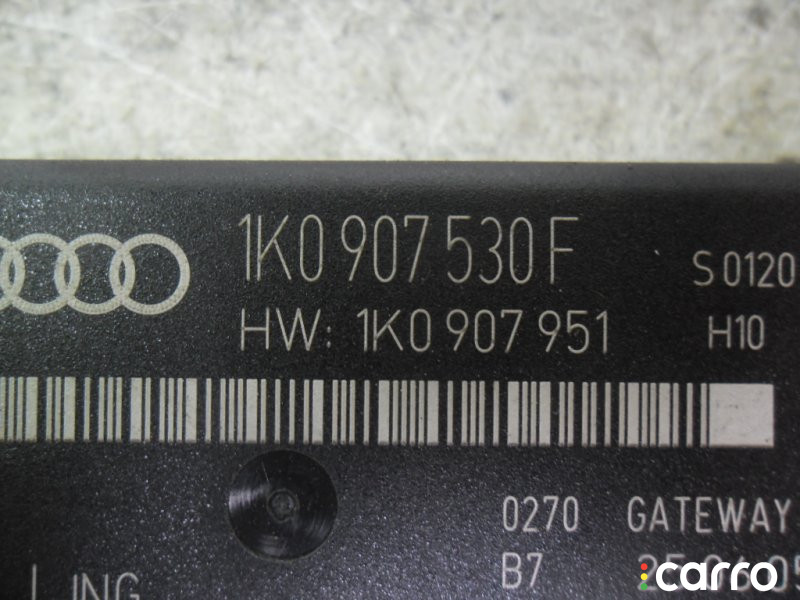 1K0 907 530 F S 0120
HW: 1K0 907 951 H10
0270 GATEWAY
B7
carro